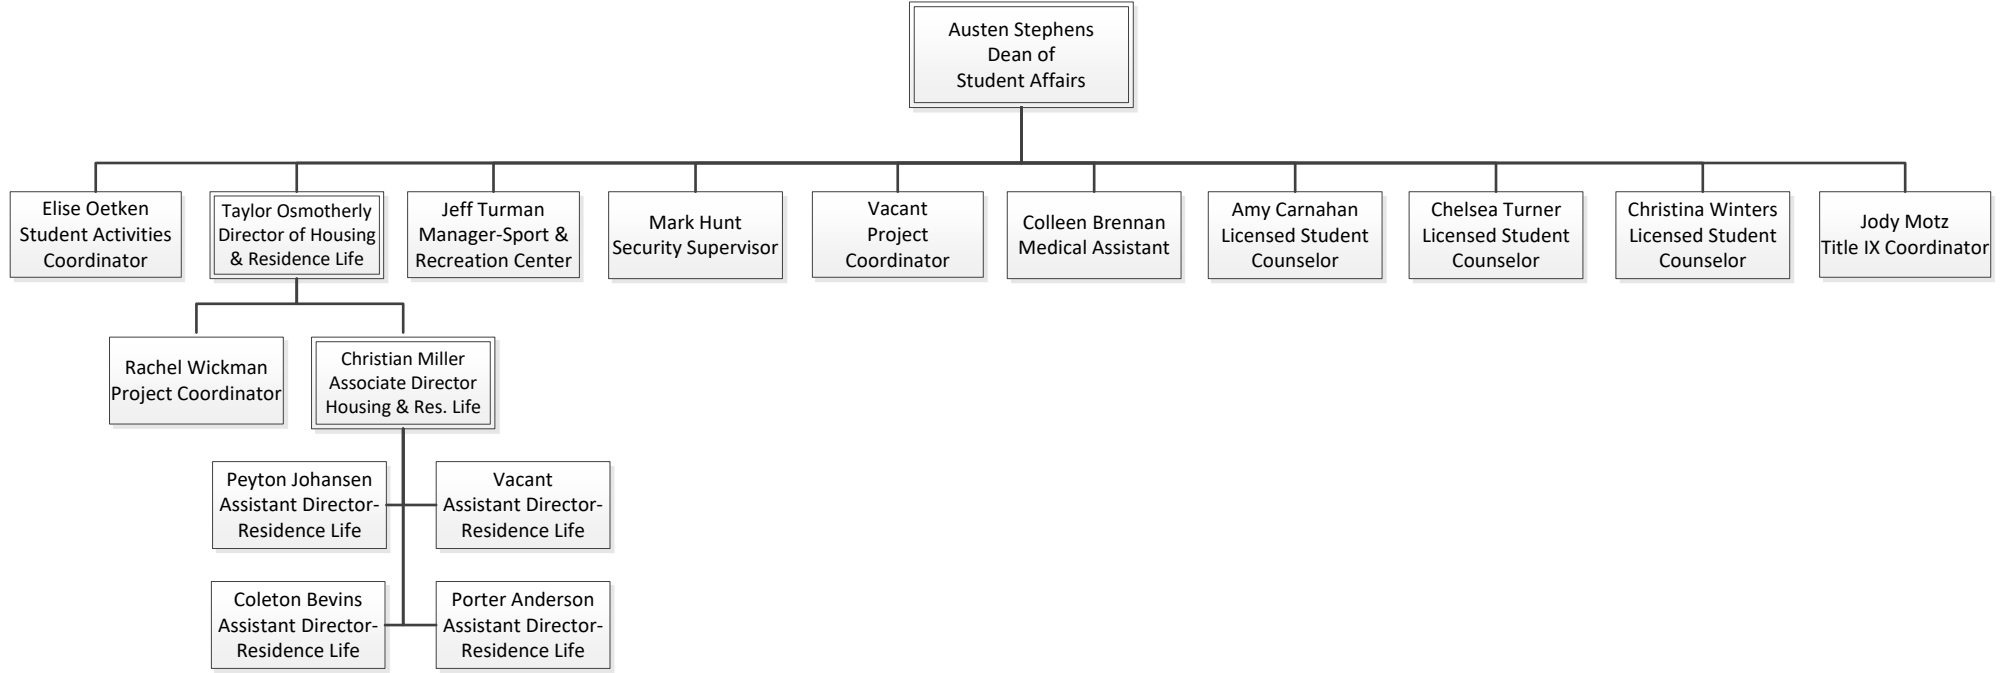 Austen Stephens
Dean of
Student Affairs
Elise Oetken
Student Activities
Coordinator
Taylor Osmotherly
Director of Housing
& Residence Life
Jeff Turman
Manager-Sport &
Recreation Center
Mark Hunt
Security Supervisor
Vacant
Project
Coordinator
Colleen Brennan
Medical Assistant
Amy Carnahan
Licensed Student
Counselor
Chelsea Turner
Licensed Student
Counselor
Christina Winters
Licensed Student
Counselor
Jody Motz
Title IX Coordinator
Rachel Wickman
Project Coordinator
Christian Miller
Associate Director
Housing & Res. Life
Peyton Johansen
Assistant Director-
Residence Life
Vacant
Assistant Director-
Residence Life
Coleton Bevins
Assistant Director-
Residence Life
Porter Anderson
Assistant Director-
Residence Life